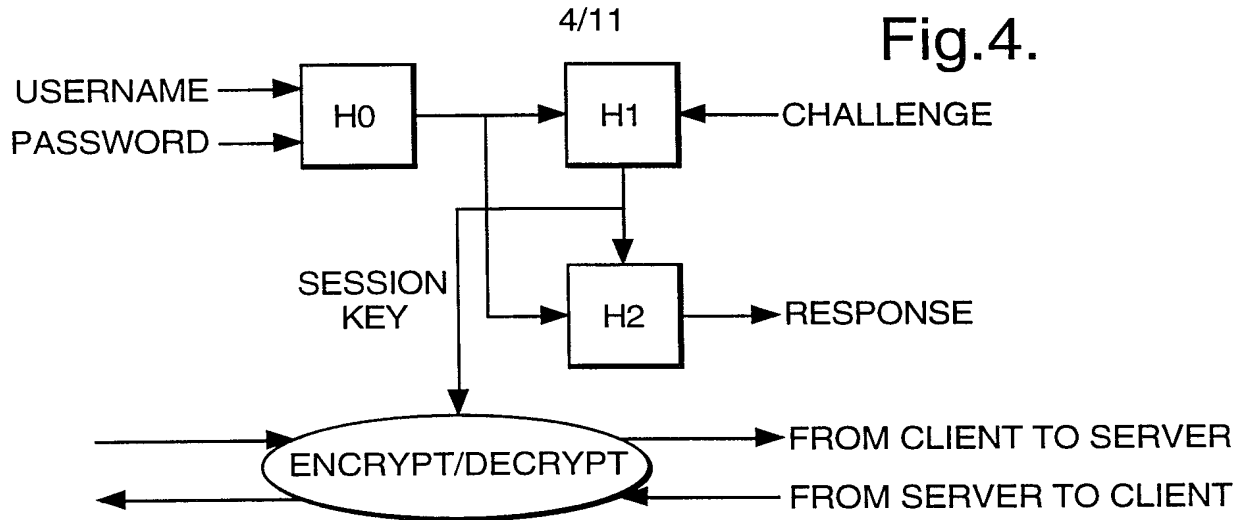 4/11
Fig.4.
USERNAME
PASSWORD
H0
H1
CHALLENGE
SESSION
KEY
H2
RESPONSE
ENCRYPT/DECRYPT
FROM CLIENT TO SERVER
FROM SERVER TO CLIENT